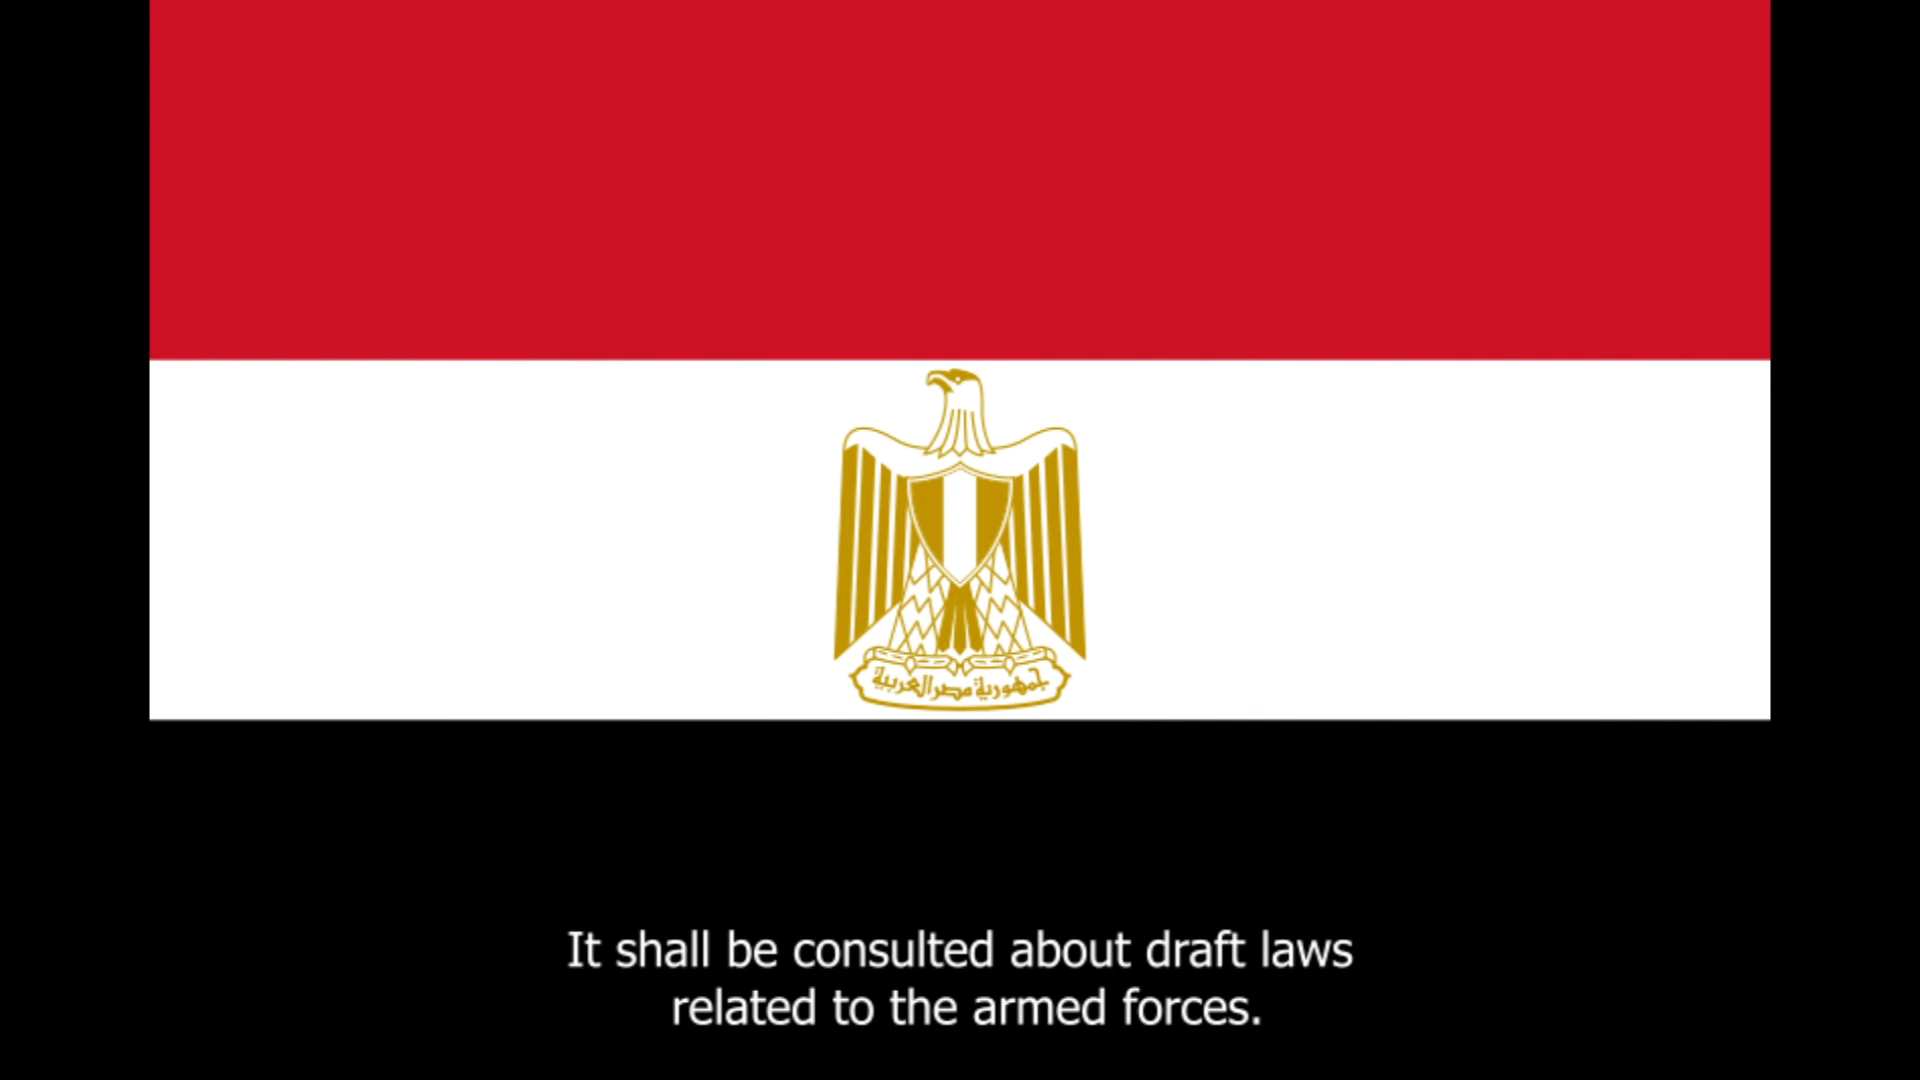 جمهورية مصر العربية
It shall be consulted about draft laws
related to the armed forces.